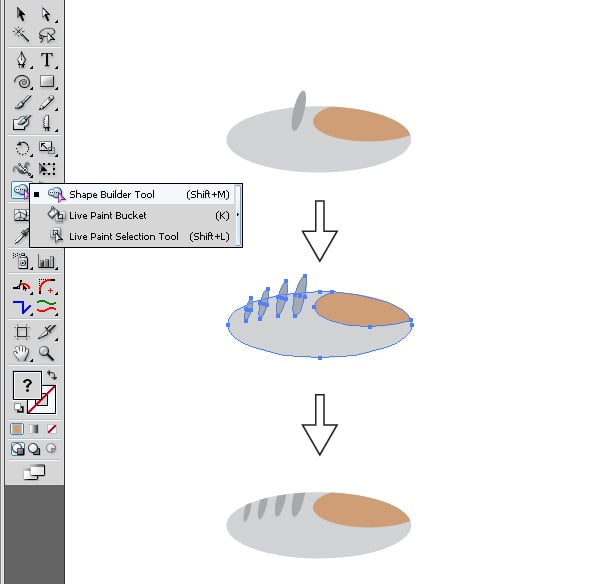 T
Shape Builder Tool (Shift+M)
Live Paint Bucket (K)
Live Paint Selection Tool (Shift+L)
?